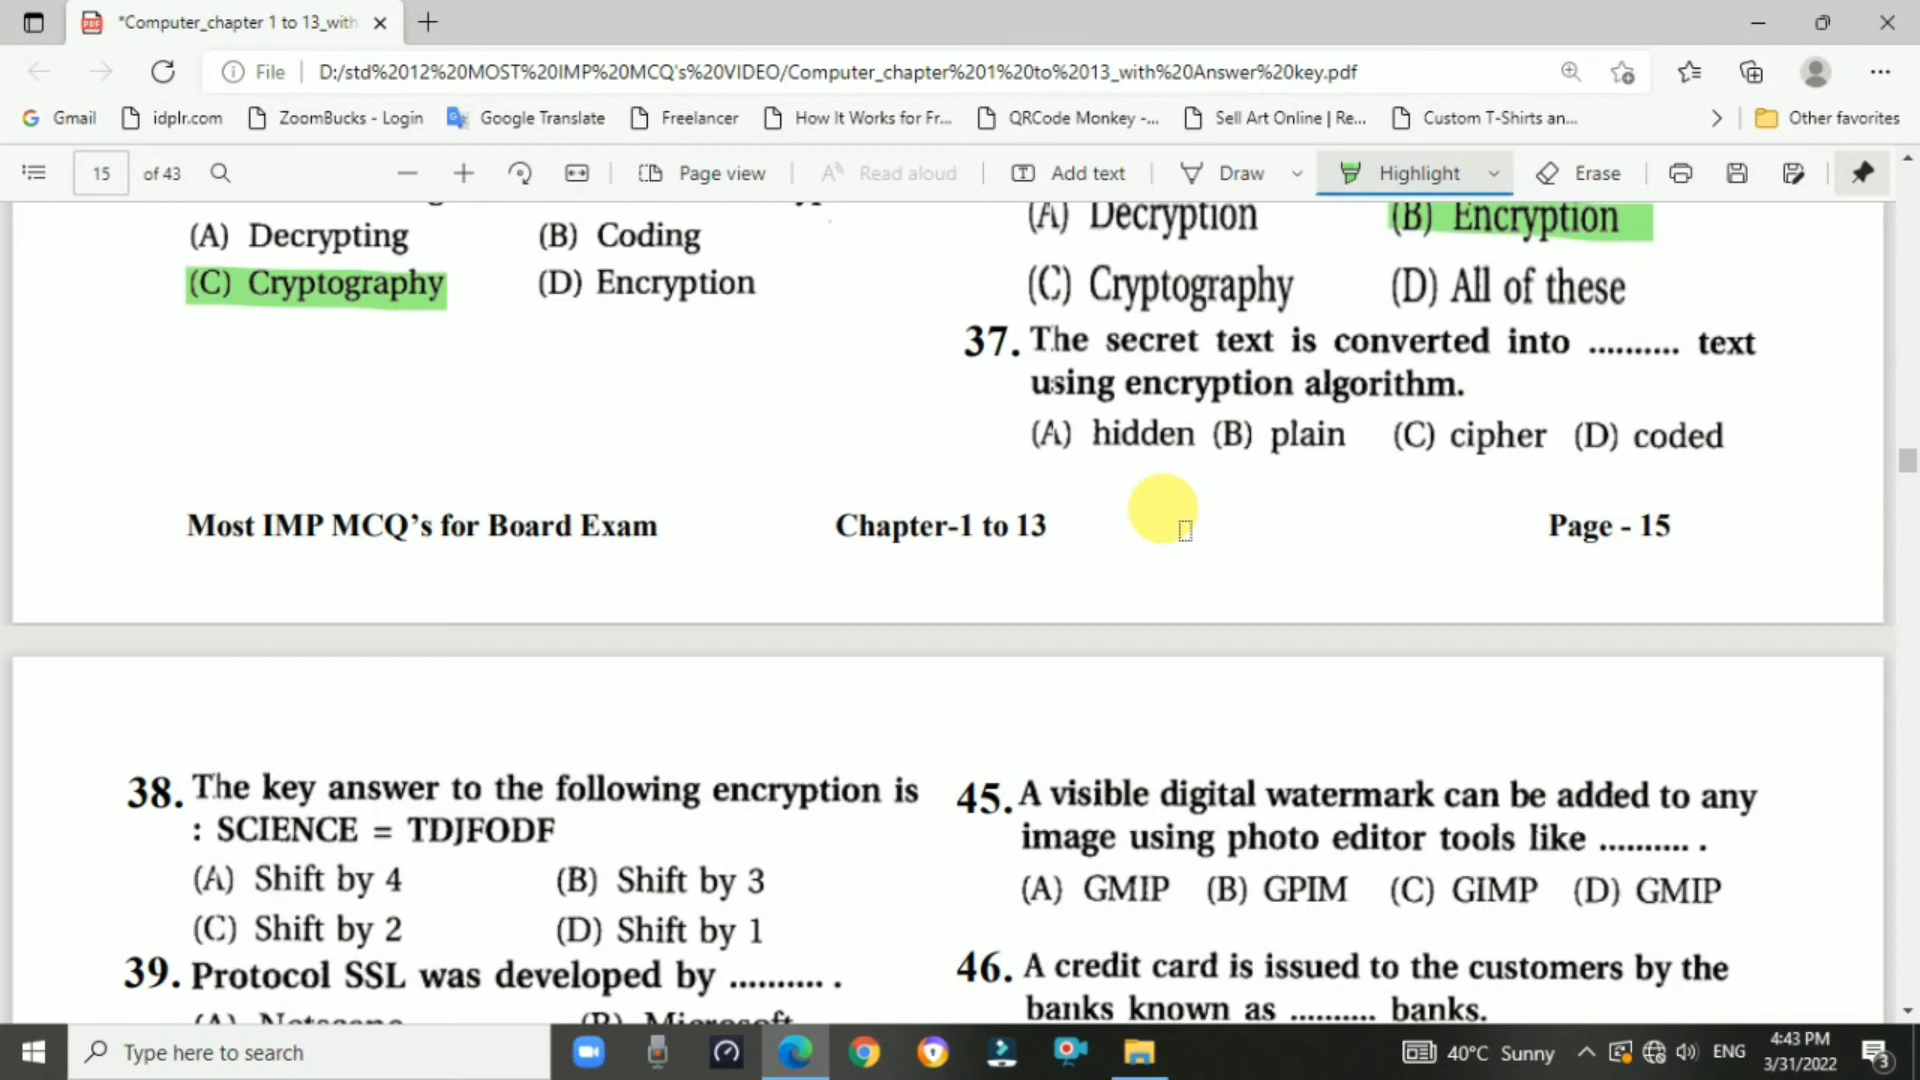 *Computer_chapter 1 to 13_with
File
D:/std%2012%20MOST%20IMP%20MCQ's%20VIDEO/Computer_chapter%201%20to%2013_with%20Answer%20key.pdf
Gmail
idplr.com
ZoomBucks - Login
Google Translate
Freelancer
How It Works for Fr...
QRCode Monkey -...
Sell Art Online | Re...
Custom T-Shirts an...
Other favorites
15 of 43
Page view
Read aloud
Add text
Draw
Highlight
Erase
(A) Decrypting (B) Coding
(C) Cryptography (D) Encryption
(A) Decryption (B) Encryption
(C) Cryptography (D) All of these
37. The secret text is converted into .......... text
using encryption algorithm.
(A) hidden (B) plain (C) cipher (D) coded
Most IMP MCQ's for Board Exam Chapter-1 to 13 Page - 15
38. The key answer to the following encryption is
: SCIENCE = TDJFODF
(A) Shift by 4 (B) Shift by 3
(C) Shift by 2 (D) Shift by 1
39. Protocol SSL was developed by .......... .
(A) Netscape (B) Microsoft
45. A visible digital watermark can be added to any
image using photo editor tools like .......... .
(A) GMIP (B) GPIM (C) GIMP (D) GMIP
46. A credit card is issued to the customers by the
banks known as .......... banks.
Type here to search
40°C Sunny
ENG
4:43 PM
3/31/2022
3